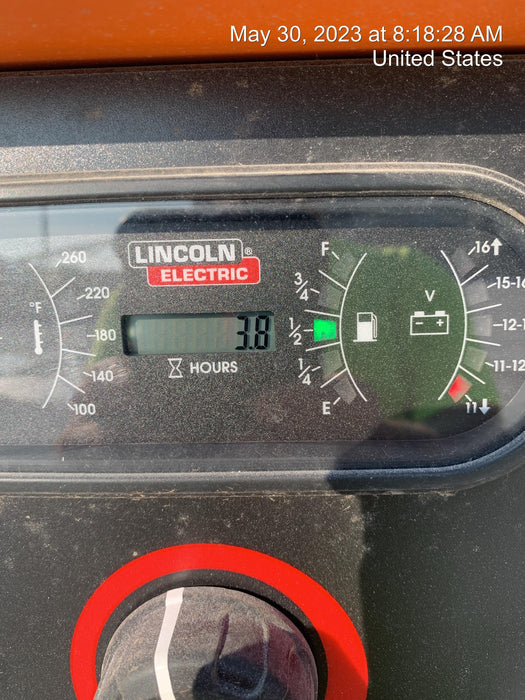 May 30, 2023 at 8:18:28 AM
United States
LINCOLN ®
ELECTRIC
260
220
°F
180
140
100
3.8
HOURS
F
3/4
1/2
1/4
E
V
- +
16↑
15-16
12-1
11-12
11↓